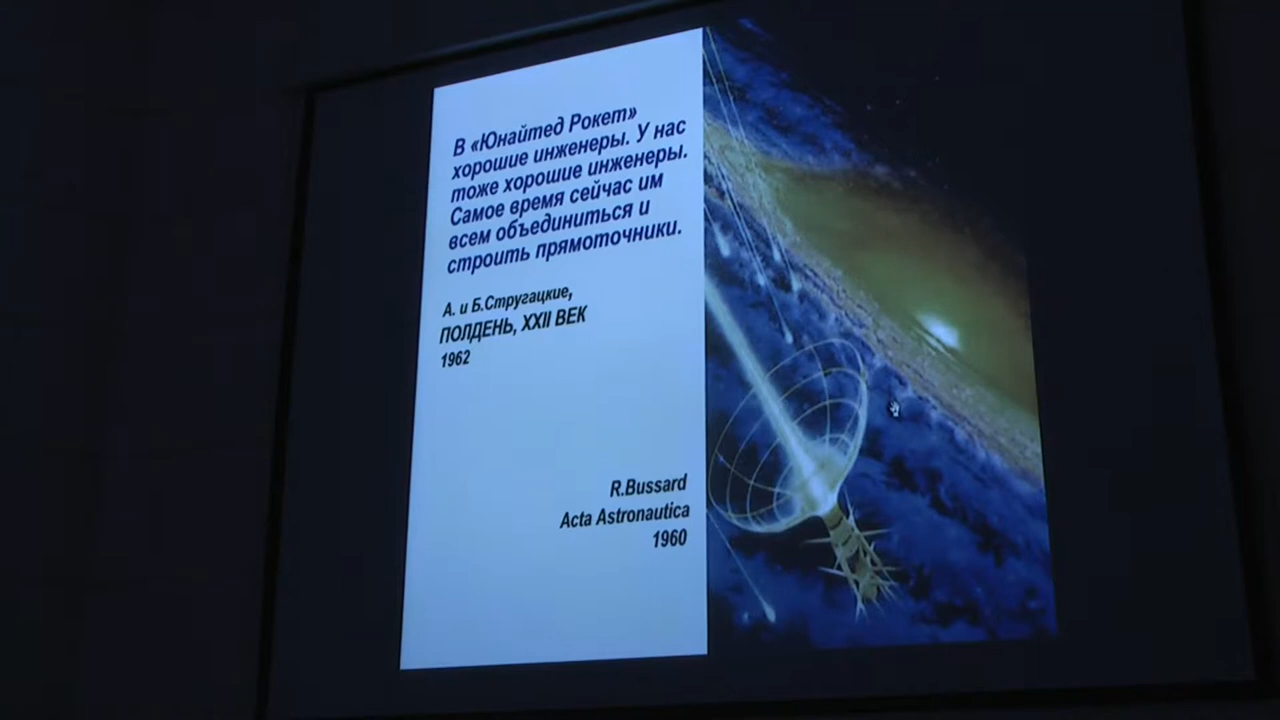 В «Юнайтед Рокет»
хорошие инженеры. У нас
тоже хорошие инженеры.
Самое время сейчас им
всем объединиться и
строить прямоточники.
А. и Б.Стругацкие,
ПОЛДЕНЬ, XXII ВЕК
1962
R.Bussard
Acta Astronautica
1960